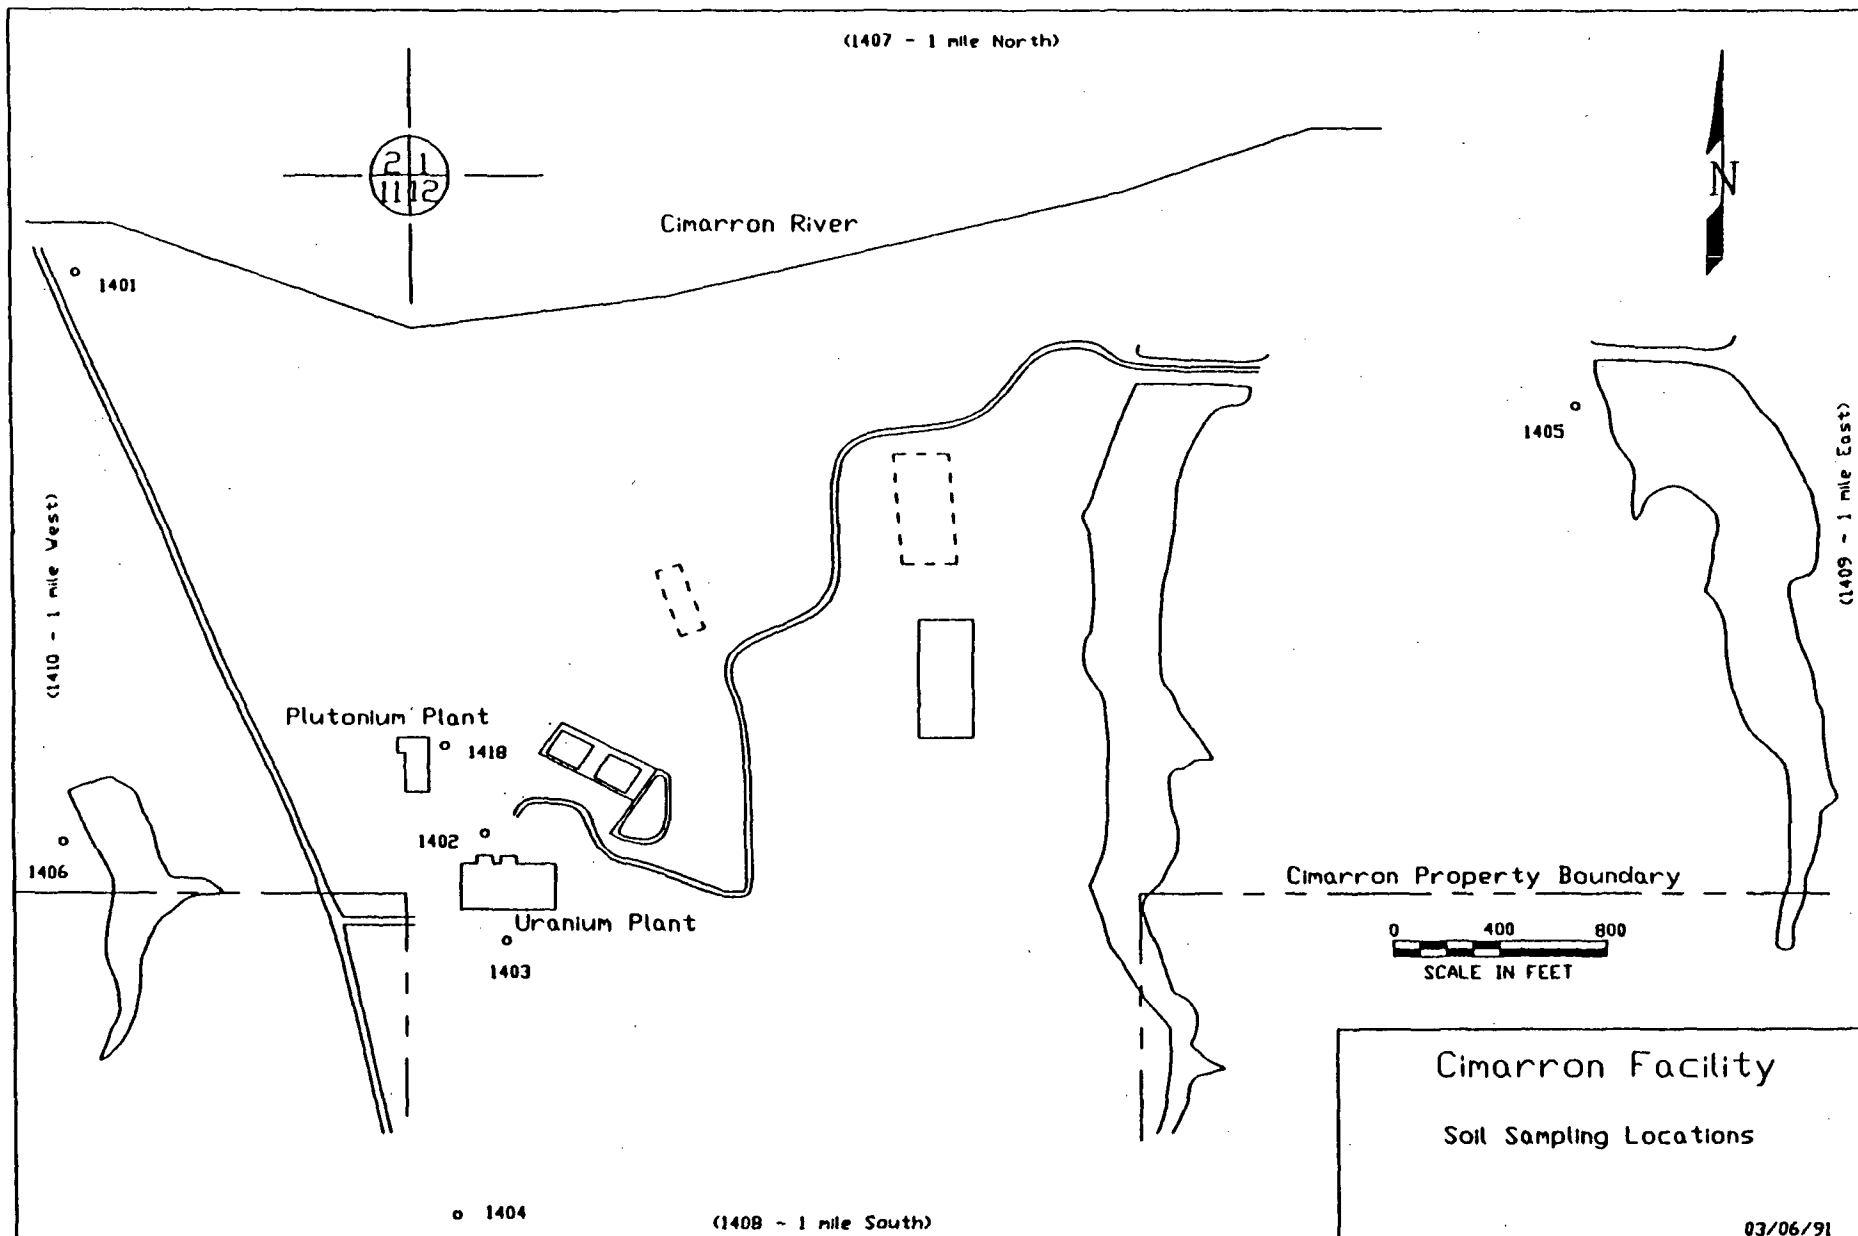 (1407 - 1 mile North)
2 1
11 12
N
Cimarron River
1401
1405
(1409 - 1 mile East)
(1410 - 1 mile West)
Plutonium Plant
1418
1402
1406
Cimarron Property Boundary
Uranium Plant
0 400 800
SCALE IN FEET
1403
Cimarron Facility
Soil Sampling Locations
1404
(1408 - 1 mile South)
03/06/91